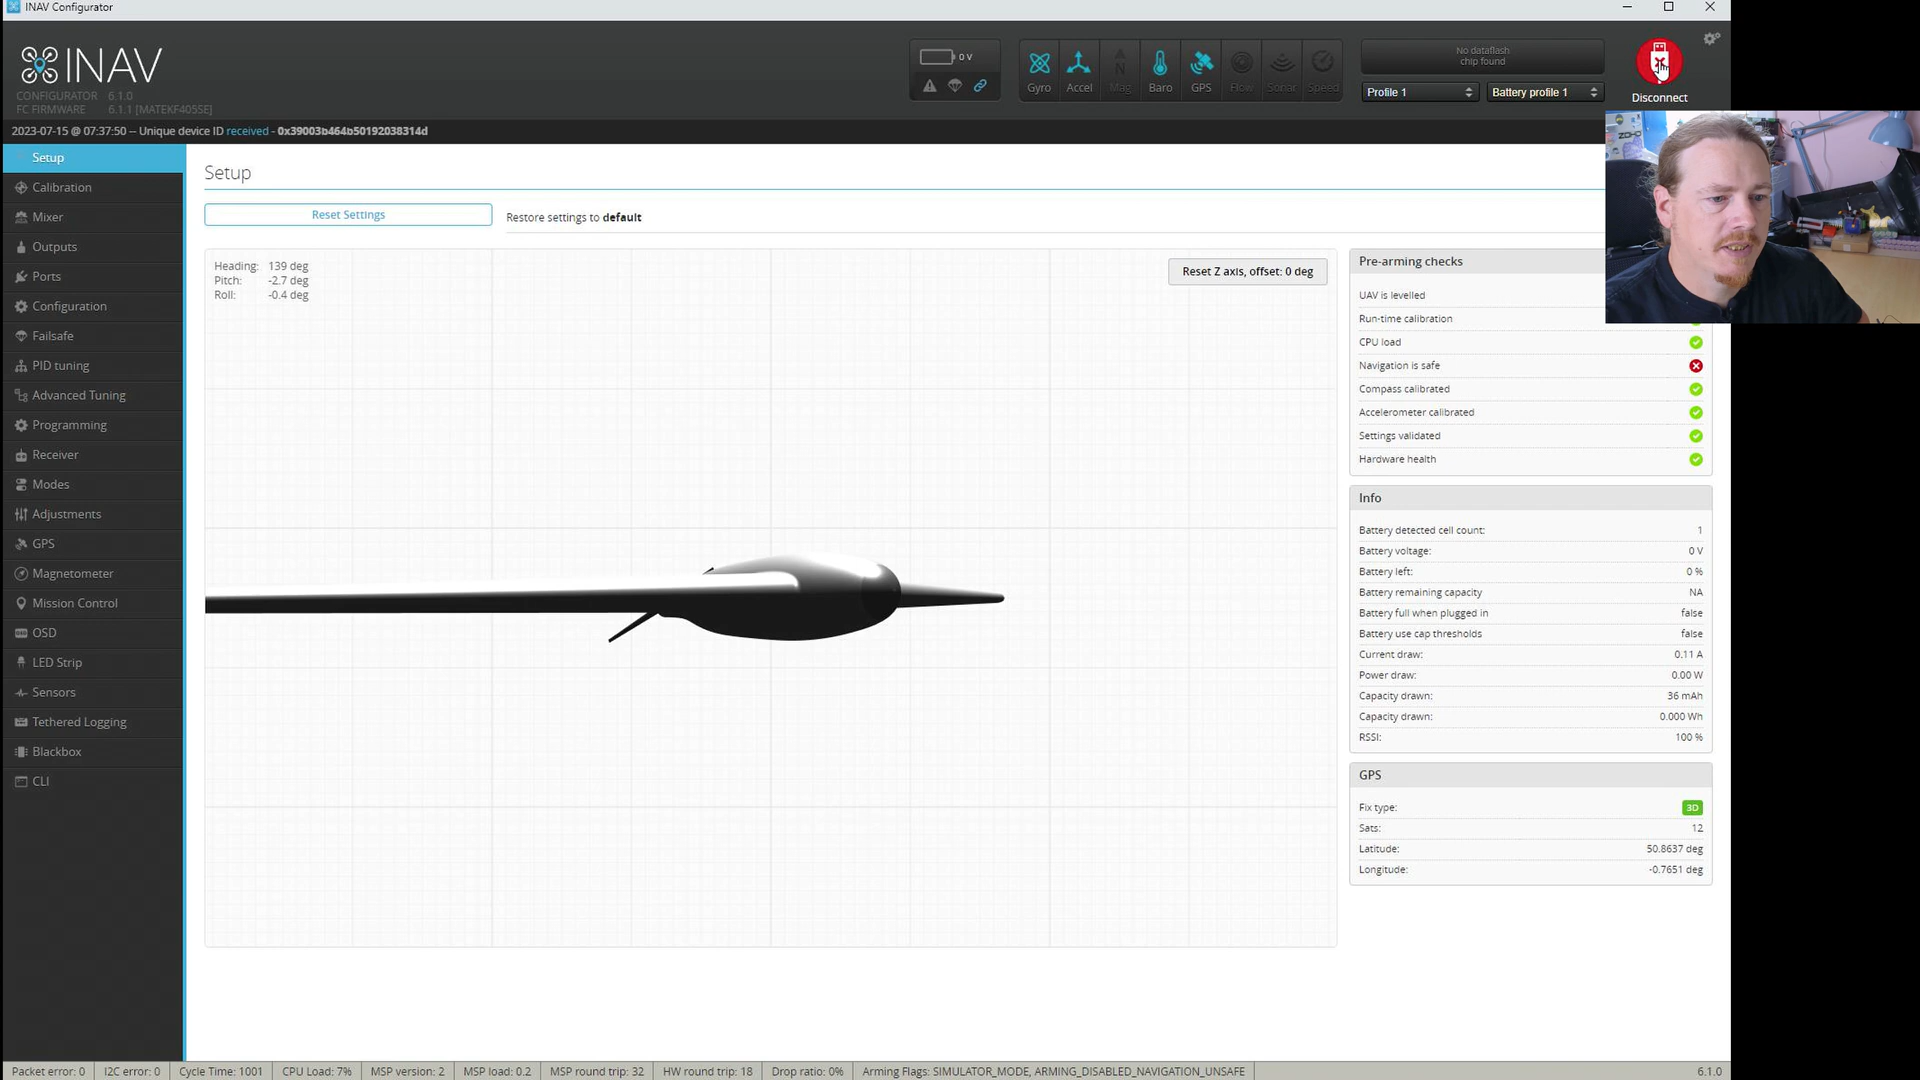 INAV Configurator
INAV
CONFIGURATOR 6.1.0
FC FIRMWARE 6.1.1 [MATEKF405SE]
0 V
Gyro
Accel
Mag
Baro
GPS
Flow
Sonar
Speed
No dataflash
chip found
Profile 1
Battery profile 1
Disconnect
2023-07-15 @ 07:37:50 -- Unique device ID received - 0x39003b464b50192038314d
Setup
Calibration
Mixer
Outputs
Ports
Configuration
Failsafe
PID tuning
Advanced Tuning
Programming
Receiver
Modes
Adjustments
GPS
Magnetometer
Mission Control
OSD
LED Strip
Sensors
Tethered Logging
Blackbox
CLI
Setup
Reset Settings
Restore settings to default
Heading: 139 deg
Pitch: -2.7 deg
Roll: -0.4 deg
Reset Z axis, offset: 0 deg
Pre-arming checks
UAV is levelled
Run-time calibration
CPU load
Navigation is safe
Compass calibrated
Accelerometer calibrated
Settings validated
Hardware health
Info
Battery detected cell count: 1
Battery voltage: 0 V
Battery left: 0 %
Battery remaining capacity NA
Battery full when plugged in false
Battery use cap thresholds false
Current draw: 0.11 A
Power draw: 0.00 W
Capacity drawn: 36 mAh
Capacity drawn: 0.000 Wh
RSSI: 100 %
GPS
Fix type: 3D
Sats: 12
Latitude: 50.8637 deg
Longitude: -0.7651 deg
Packet error: 0
I2C error: 0
Cycle Time: 1001
CPU Load: 7%
MSP version: 2
MSP load: 0.2
MSP round trip: 32
HW round trip: 18
Drop ratio: 0%
Arming Flags: SIMULATOR_MODE, ARMING_DISABLED_NAVIGATION_UNSAFE
6.1.0